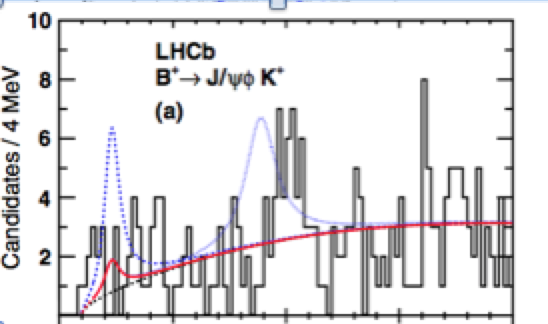 10
LHCb
B⁺→ J/ψϕ K⁺
8
(a)
6
4
2
Candidates / 4 MeV